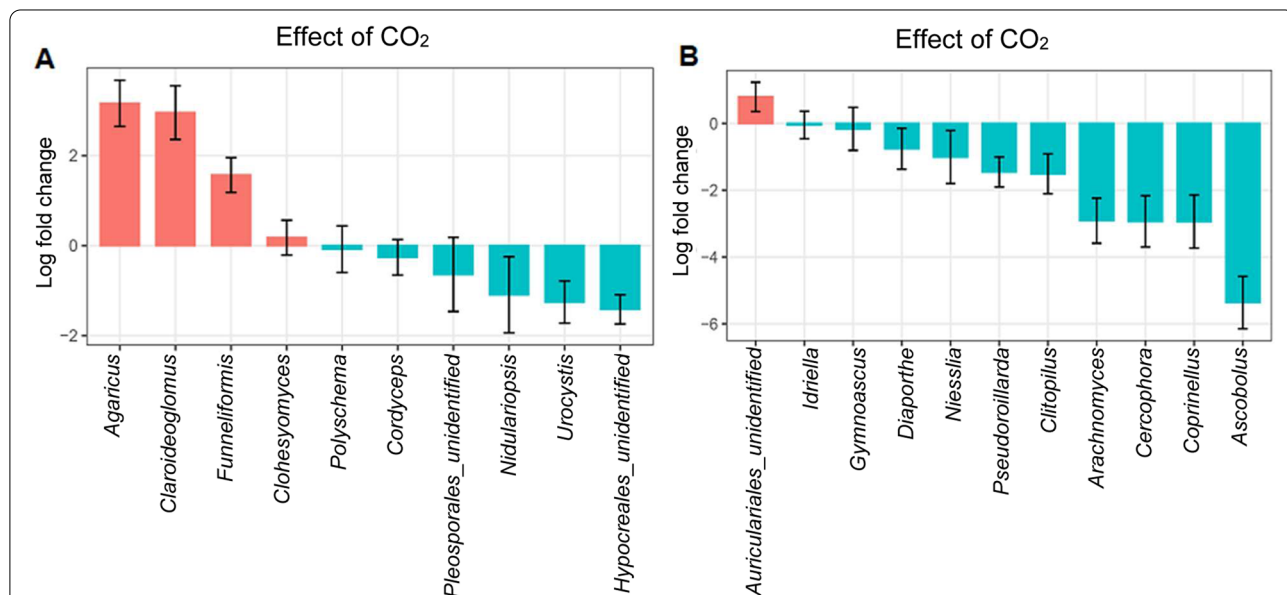 A
Effect of CO₂
Log fold change
2
0
−2
Agaricus
Claroideoglomus
Funneliformis
Clohesyomyces
Polyschema
Cordyceps
Pleosporales_unidentified
Nidulariopsis
Urocystis
Hypocreales_unidentified
B
Effect of CO₂
Log fold change
0
−2
−4
−6
Auriculariales_unidentified
Idriella
Gymnoascus
Diaporthe
Niesslia
Pseudoroillarda
Clitopilus
Arachnomyces
Cercophora
Coprinellus
Ascobolus